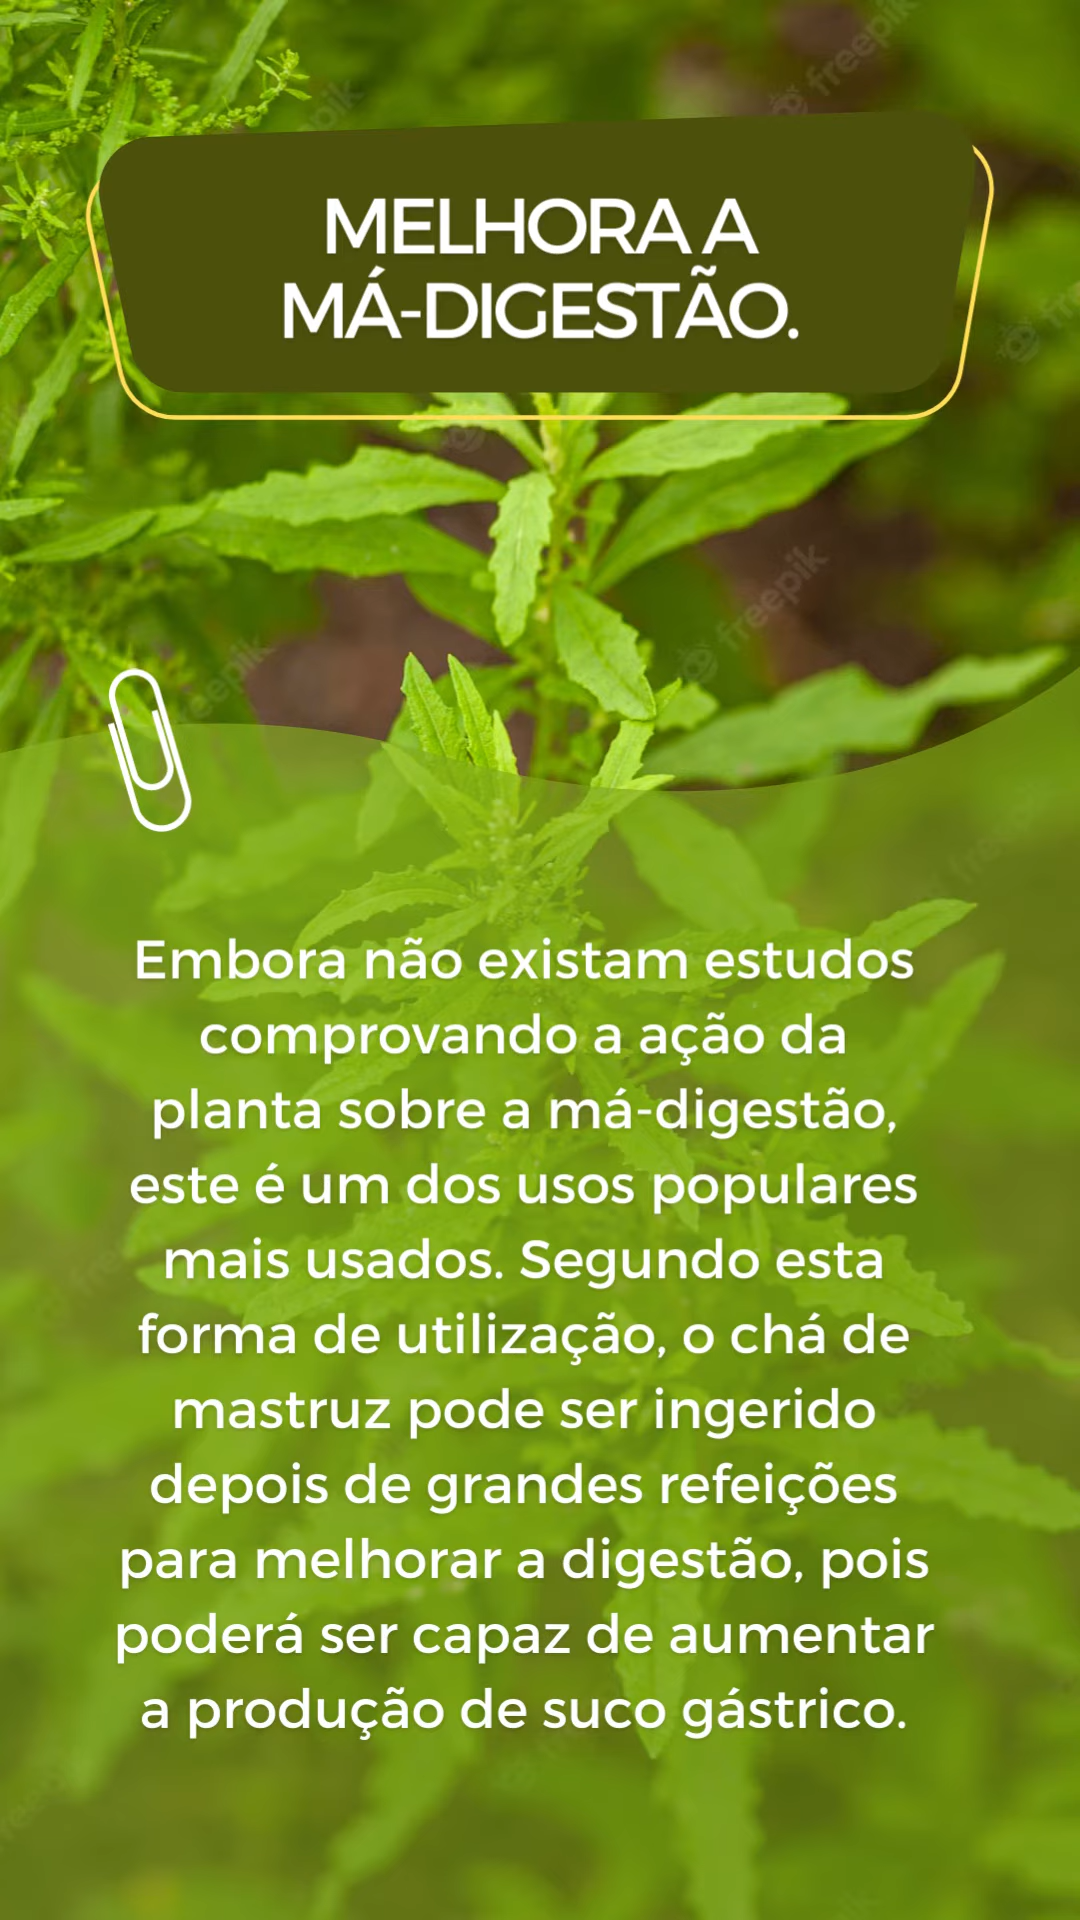 MELHORA A
MÁ-DIGESTÃO.
Embora não existam estudos
comprovando a ação da
planta sobre a má-digestão,
este é um dos usos populares
mais usados. Segundo esta
forma de utilização, o chá de
mastruz pode ser ingerido
depois de grandes refeições
para melhorar a digestão, pois
poderá ser capaz de aumentar
a produção de suco gástrico.
freepik
freepik